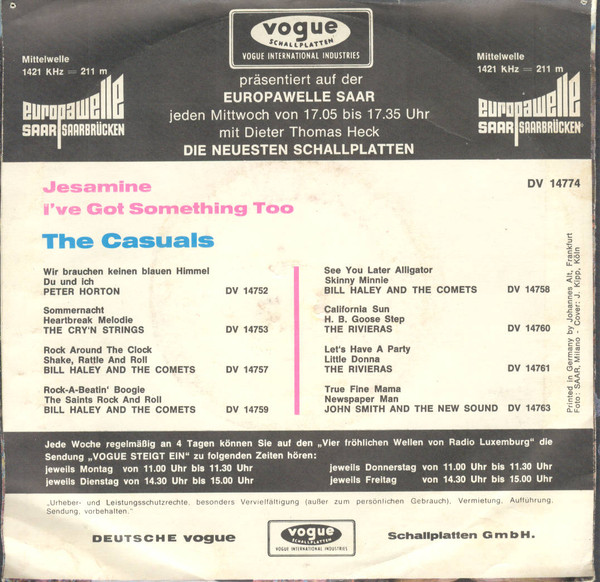 vogue
SCHALLPLATTEN
VOGUE INTERNATIONAL INDUSTRIES
Mittelwelle
1421 KHz = 211 m
europawelle
SAAR SAARBRÜCKEN
präsentiert auf der
EUROPAWELLE SAAR
jeden Mittwoch von 17.05 bis 17.35 Uhr
mit Dieter Thomas Heck
DIE NEUESTEN SCHALLPLATTEN
Mittelwelle
1421 KHz = 211 m
europawelle
SAAR SAARBRÜCKEN
Jesamine
I've Got Something Too
DV 14774
The Casuals
Wir brauchen keinen blauen Himmel
Du und ich
PETER HORTON DV 14752
Sommernacht
Heartbreak Melodie
THE CRY'N STRINGS DV 14753
Rock Around The Clock
Shake, Rattle And Roll
BILL HALEY AND THE COMETS DV 14757
Rock-A-Beatin' Boogie
The Saints Rock And Roll
BILL HALEY AND THE COMETS DV 14759
See You Later Alligator
Skinny Minnie
BILL HALEY AND THE COMETS DV 14758
California Sun
H. B. Goose Step
THE RIVIERAS DV 14760
Let's Have A Party
Little Donna
THE RIVIERAS DV 14761
True Fine Mama
Newspaper Man
JOHN SMITH AND THE NEW SOUND DV 14763
Printed in Germany by Johannes Alt, Frankfurt
Foto: SAAR, Milano - Cover: J. Kipp, Köln
Jede Woche regelmäßig an 4 Tagen können Sie auf den „Vier fröhlichen Wellen von Radio Luxemburg" die
Sendung „VOGUE STEIGT EIN" zu folgenden Zeiten hören:
jeweils Montag von 11.00 Uhr bis 11.30 Uhr
jeweils Dienstag von 14.30 Uhr bis 15.00 Uhr
jeweils Donnerstag von 11.00 Uhr bis 11.30 Uhr
jeweils Freitag von 14.30 Uhr bis 15.00 Uhr
„Urheber- und Leistungsschutzrechte, besonders Vervielfältigung (außer zum persönlichen Gebrauch), Vermietung, Aufführung,
Sendung, vorbehalten."
DEUTSCHE vogue
vogue
SCHALLPLATTEN
VOGUE INTERNATIONAL INDUSTRIES
Schallplatten GmbH.